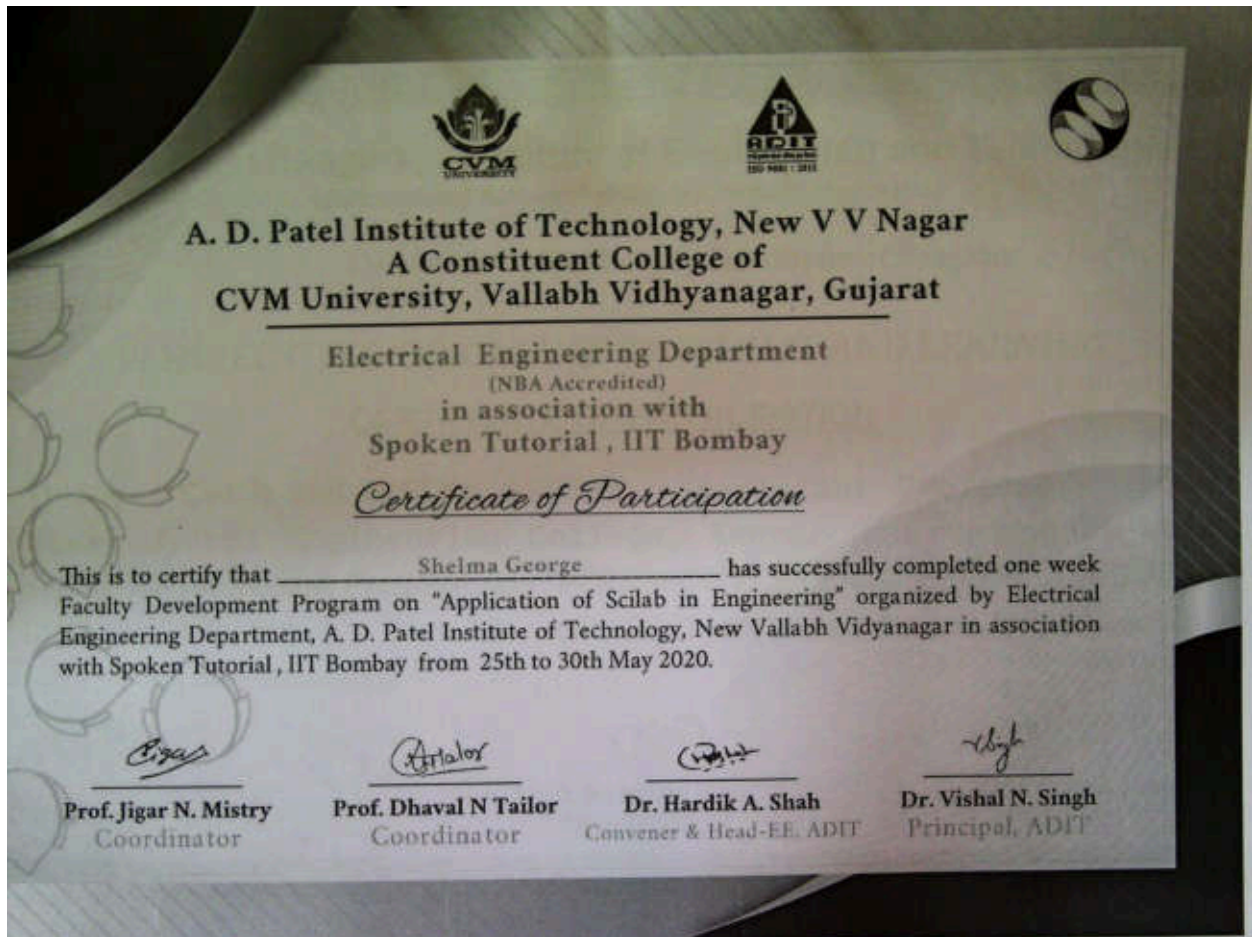 CVM
UNIVERSITY
ADIT
ISO 9001 : 2015
A. D. Patel Institute of Technology, New V V Nagar
A Constituent College of
CVM University, Vallabh Vidhyanagar, Gujarat
Electrical Engineering Department
(NBA Accredited)
in association with
Spoken Tutorial , IIT Bombay
Certificate of Participation
This is to certify that Shelma George has successfully completed one week
Faculty Development Program on "Application of Scilab in Engineering" organized by Electrical
Engineering Department, A. D. Patel Institute of Technology, New Vallabh Vidyanagar in association
with Spoken Tutorial , IIT Bombay from 25th to 30th May 2020.
Prof. Jigar N. Mistry
Coordinator
Prof. Dhaval N Tailor
Coordinator
Dr. Hardik A. Shah
Convener & Head-EE, ADIT
Dr. Vishal N. Singh
Principal, ADIT